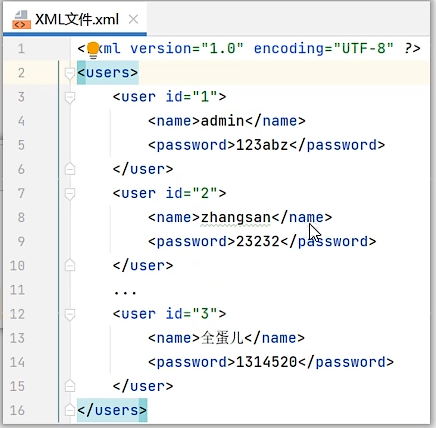 XML文件.xml
1 <?xml version="1.0" encoding="UTF-8" ?>
2 <users>
3 <user id="1">
4 <name>admin</name>
5 <password>123abz</password>
6 </user>
7 <user id="2">
8 <name>zhangsan</name>
9 <password>23232</password>
10 </user>
11 ...
12 <user id="3">
13 <name>全蛋儿</name>
14 <password>1314520</password>
15 </user>
16 </users>